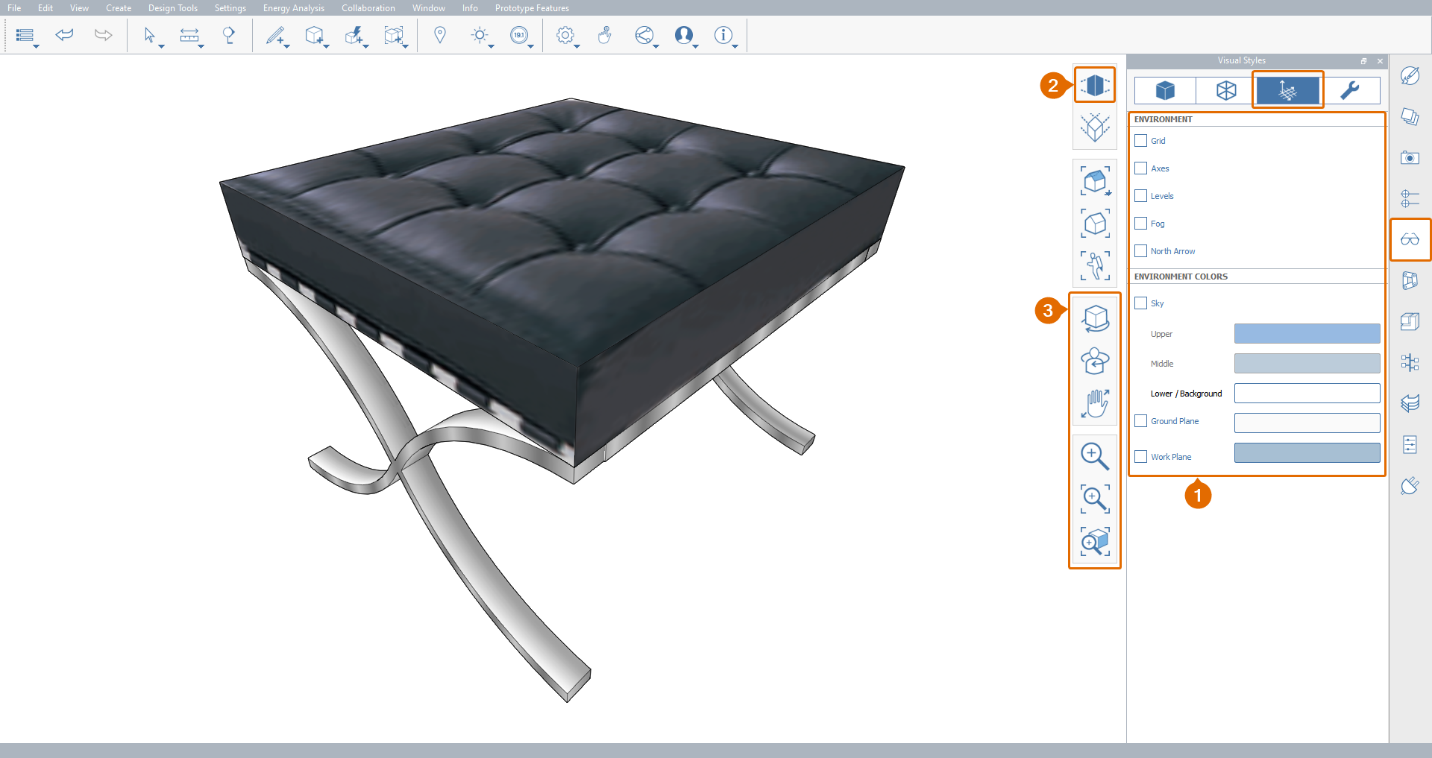 File Edit View Create Design Tools Settings Energy Analysis Collaboration Window Info Prototype Features
Visual Styles
2
ENVIRONMENT
Grid
Axes
Levels
Fog
North Arrow
ENVIRONMENT COLORS
3
Sky
Upper
Middle
Lower / Background
Ground Plane
Work Plane
1